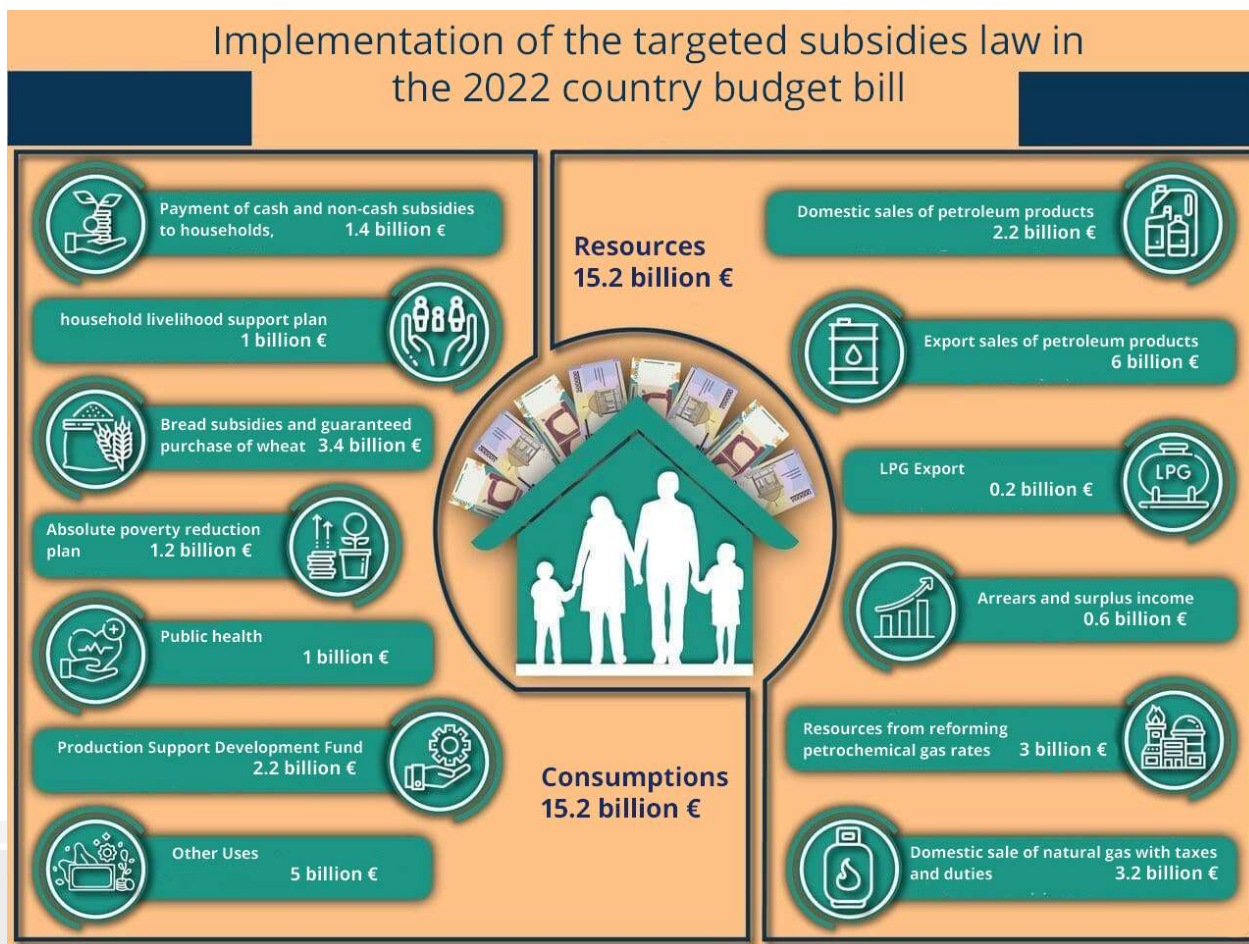 Implementation of the targeted subsidies law in
the 2022 country budget bill
Payment of cash and non-cash subsidies
to households, 1.4 billion €
household livelihood support plan
1 billion €
Bread subsidies and guaranteed
purchase of wheat 3.4 billion €
Absolute poverty reduction
plan 1.2 billion €
Public health
1 billion €
Production Support Development Fund
2.2 billion €
Other Uses
5 billion €
Resources
15.2 billion €
Consumptions
15.2 billion €
Domestic sales of petroleum products
2.2 billion €
Export sales of petroleum products
6 billion €
LPG Export
0.2 billion €
LPG
Arrears and surplus income
0.6 billion €
Resources from reforming
petrochemical gas rates 3 billion €
Domestic sale of natural gas with taxes
and duties 3.2 billion €